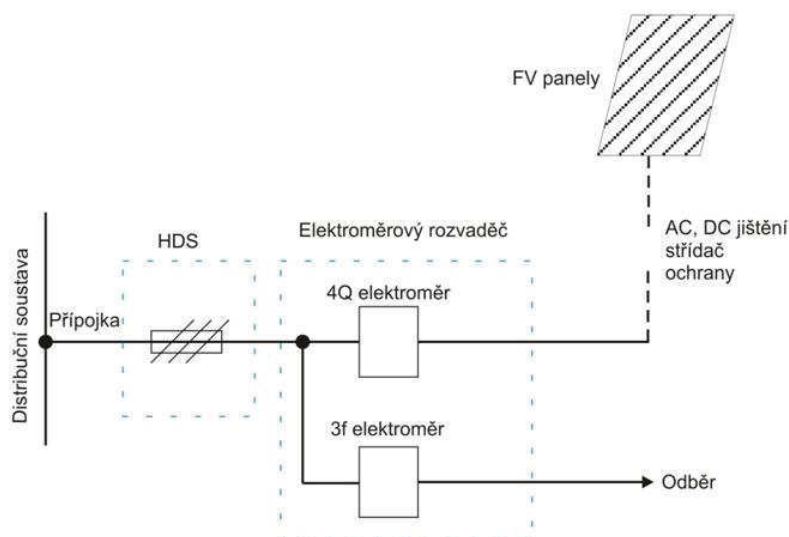 FV panely
AC, DC jištění
střídač
ochrany
HDS
Elektroměrový rozvaděč
4Q elektroměr
Přípojka
Distribuční soustava
3f elektroměr
Odběr